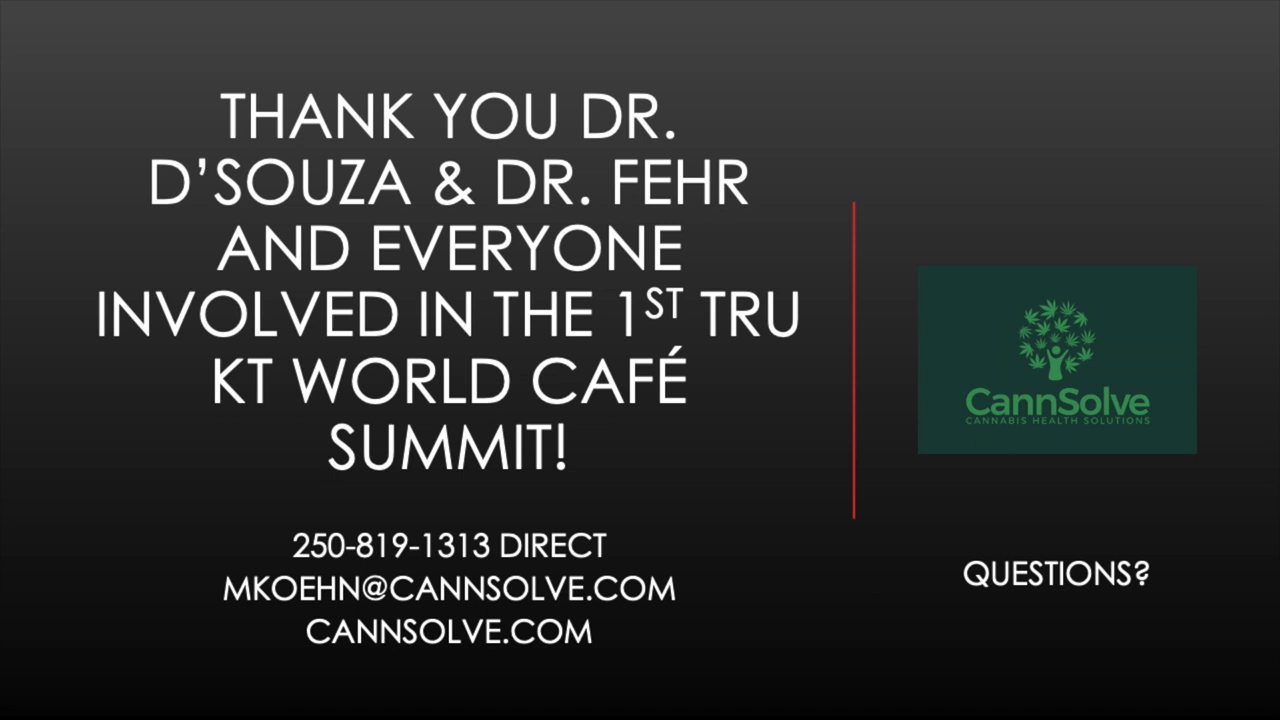 THANK YOU DR.
D’SOUZA & DR. FEHR
AND EVERYONE
INVOLVED IN THE 1ST TRU
KT WORLD CAFÉ
SUMMIT!
250-819-1313 DIRECT
MKOEHN@CANNSOLVE.COM
CANNSOLVE.COM
CannSolve
CANNABIS HEALTH SOLUTIONS
QUESTIONS?